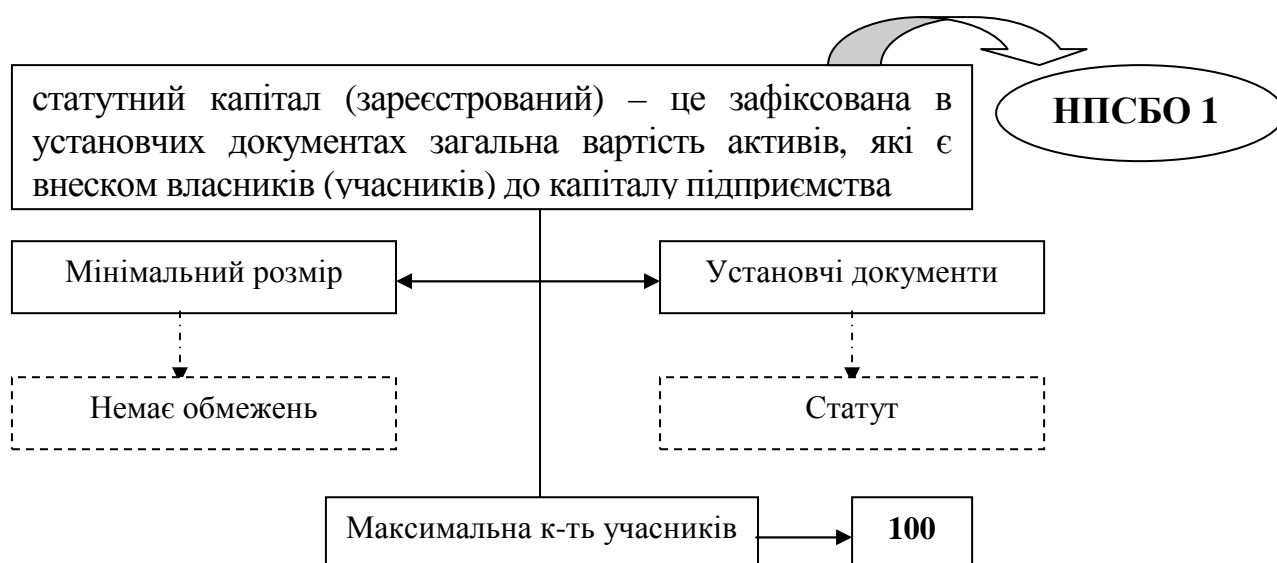 статутний капітал (зареєстрований) – це зафіксована в
установчих документах загальна вартість активів, які є
внеском власників (учасників) до капіталу підприємства
НПСБО 1
Мінімальний розмір
Установчі документи
Немає обмежень
Статут
Максимальна к-ть учасників
100